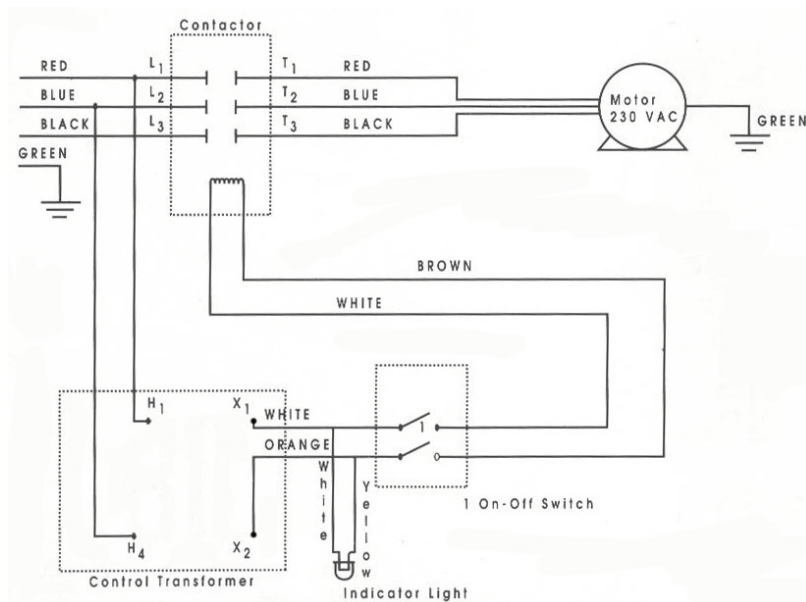 Contactor
RED L1 T1 RED
BLUE L2 T2 BLUE
BLACK L3 T3 BLACK
Motor
230 VAC
GREEN
GREEN
BROWN
WHITE
H1 X1 WHITE
1
ORANGE
White
Yellow
1 On-Off Switch
H4 X2
Control Transformer
Indicator Light